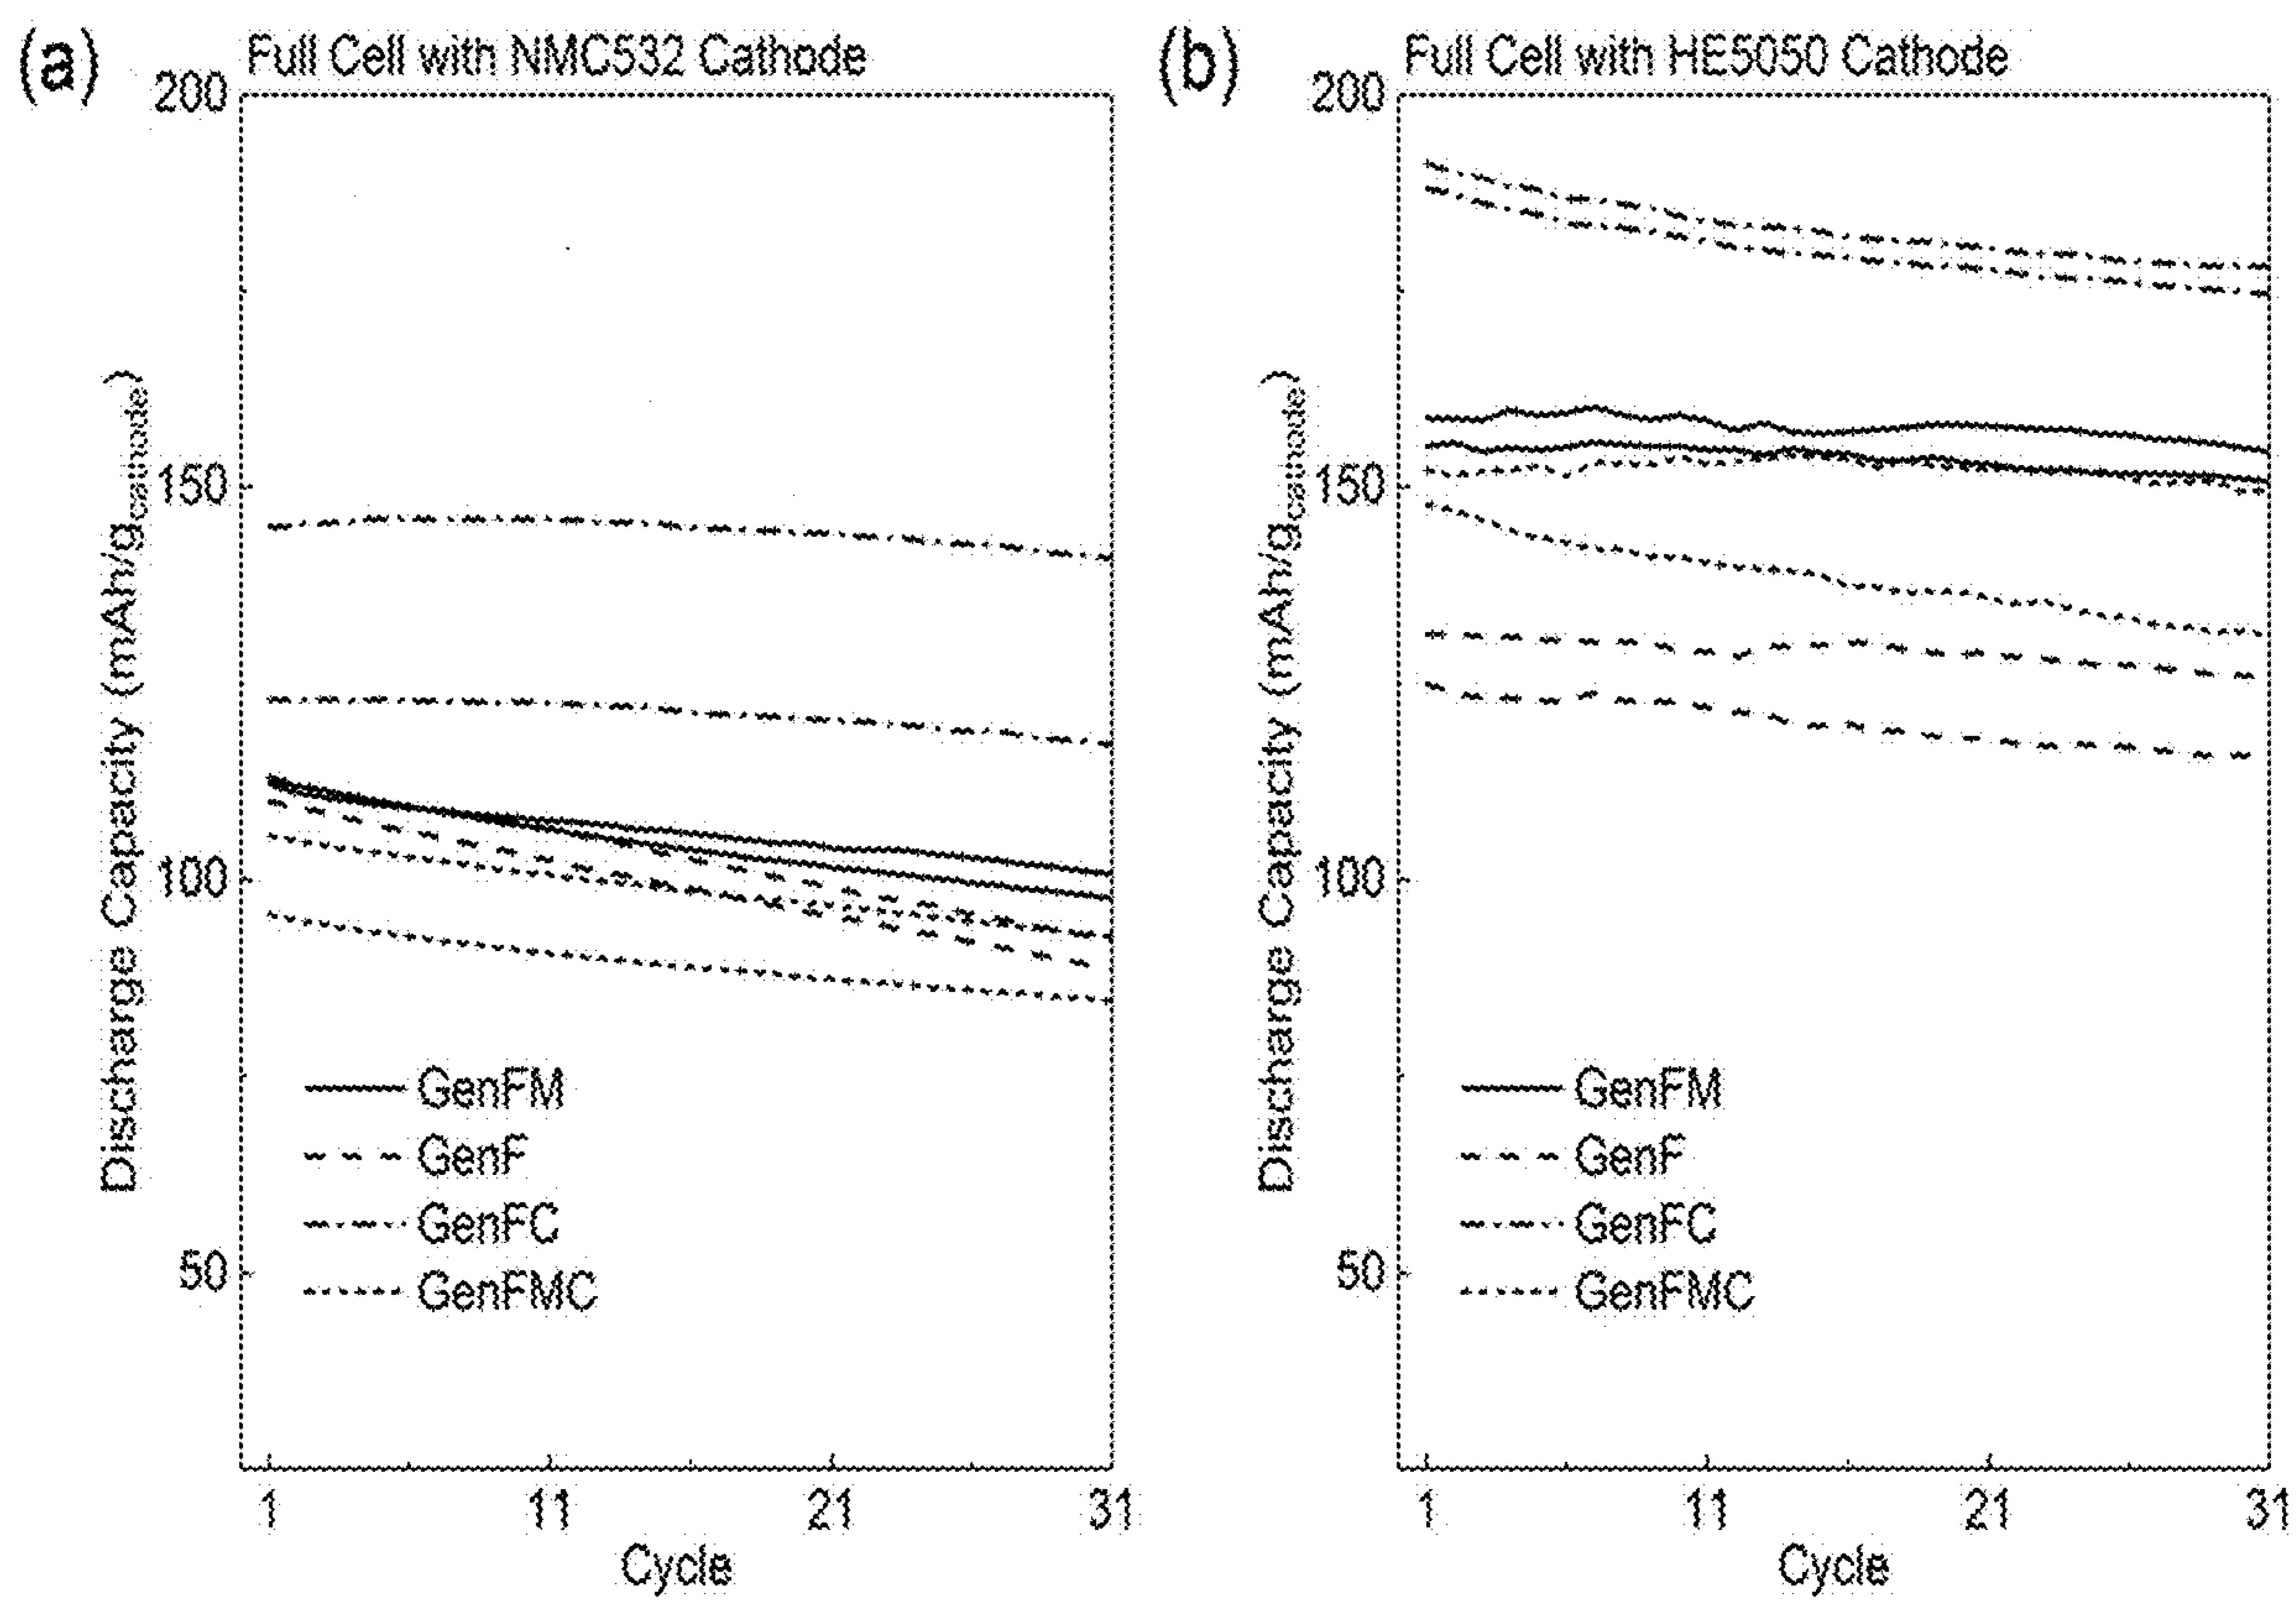 (a)
Full Cell with NMC532 Cathode
200
150
100
50
Discharge Capacity (mAh/gcathode)
GenFM
GenF
GenFC
GenFMC
1 11 21 31
Cycle
(b)
Full Cell with HE5050 Cathode
200
150
100
50
Discharge Capacity (mAh/gcathode)
GenFM
GenF
GenFC
GenFMC
1 11 21 31
Cycle